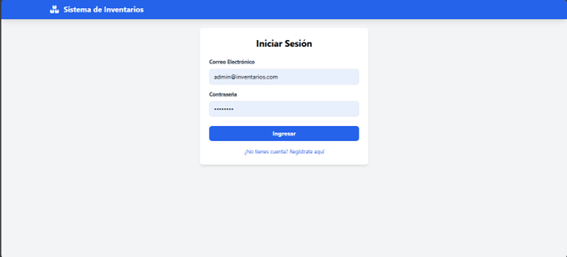 Sistema de Inventarios
Iniciar Sesión
Correo Electrónico
admin@inventarios.com
Contraseña
••••••••
Ingresar
¿No tienes cuenta? Regístrate aquí